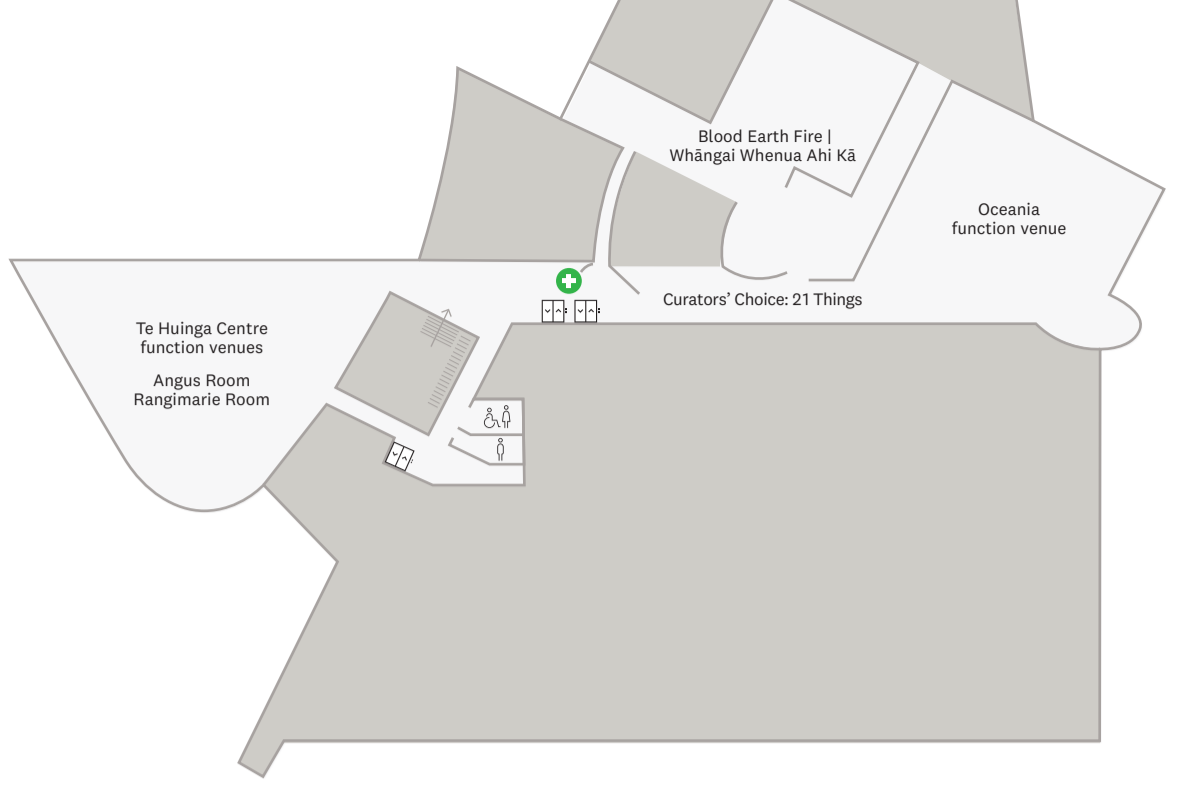 Blood Earth Fire |
Whāngai Whenua Ahi Kā
Oceania
function venue
Curators’ Choice: 21 Things
Te Huinga Centre
function venues
Angus Room
Rangimarie Room